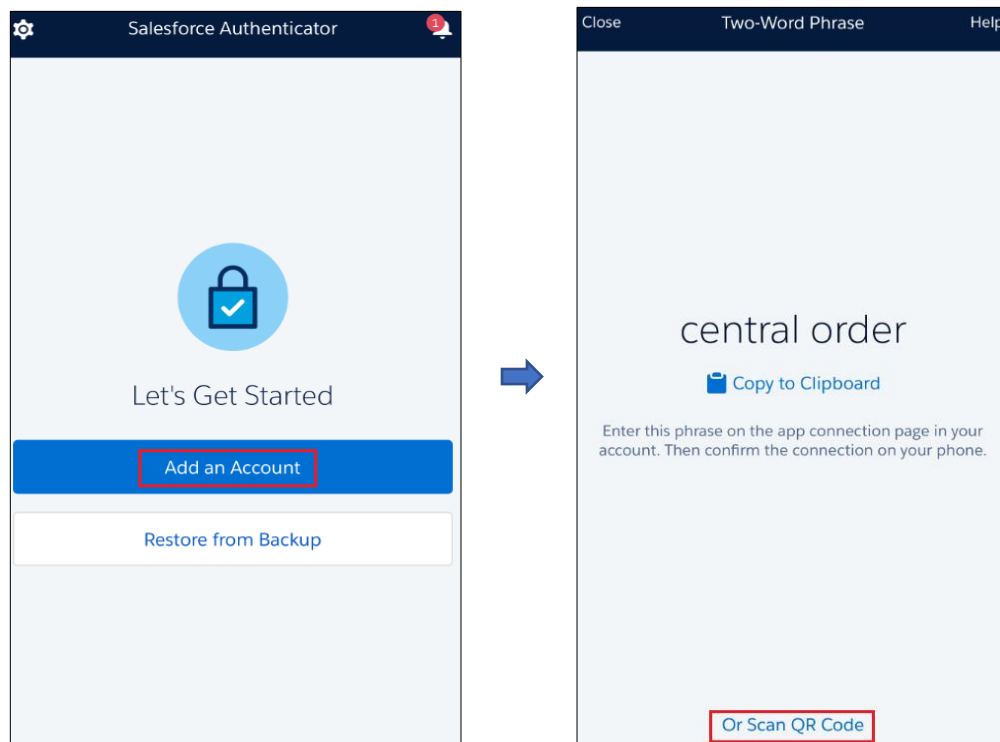 Salesforce Authenticator
1
Let's Get Started
Add an Account
Restore from Backup
Close
Two-Word Phrase
Help
central order
Copy to Clipboard
Enter this phrase on the app connection page in your
account. Then confirm the connection on your phone.
Or Scan QR Code